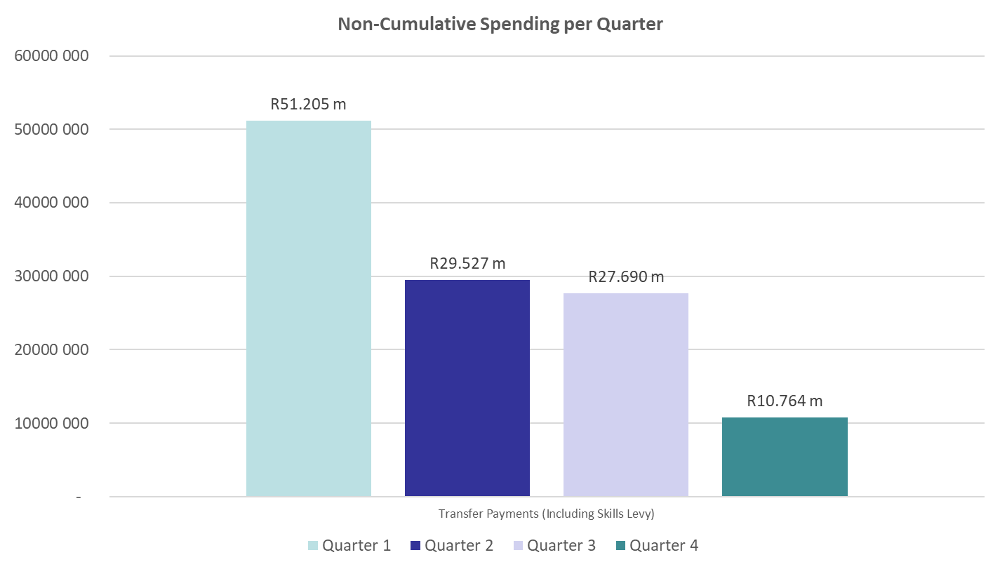 Non-Cumulative Spending per Quarter
60000 000
50000 000
40000 000
30000 000
20000 000
10000 000
-
R51.205 m
R29.527 m
R27.690 m
R10.764 m
Transfer Payments (Including Skills Levy)
Quarter 1 Quarter 2 Quarter 3 Quarter 4